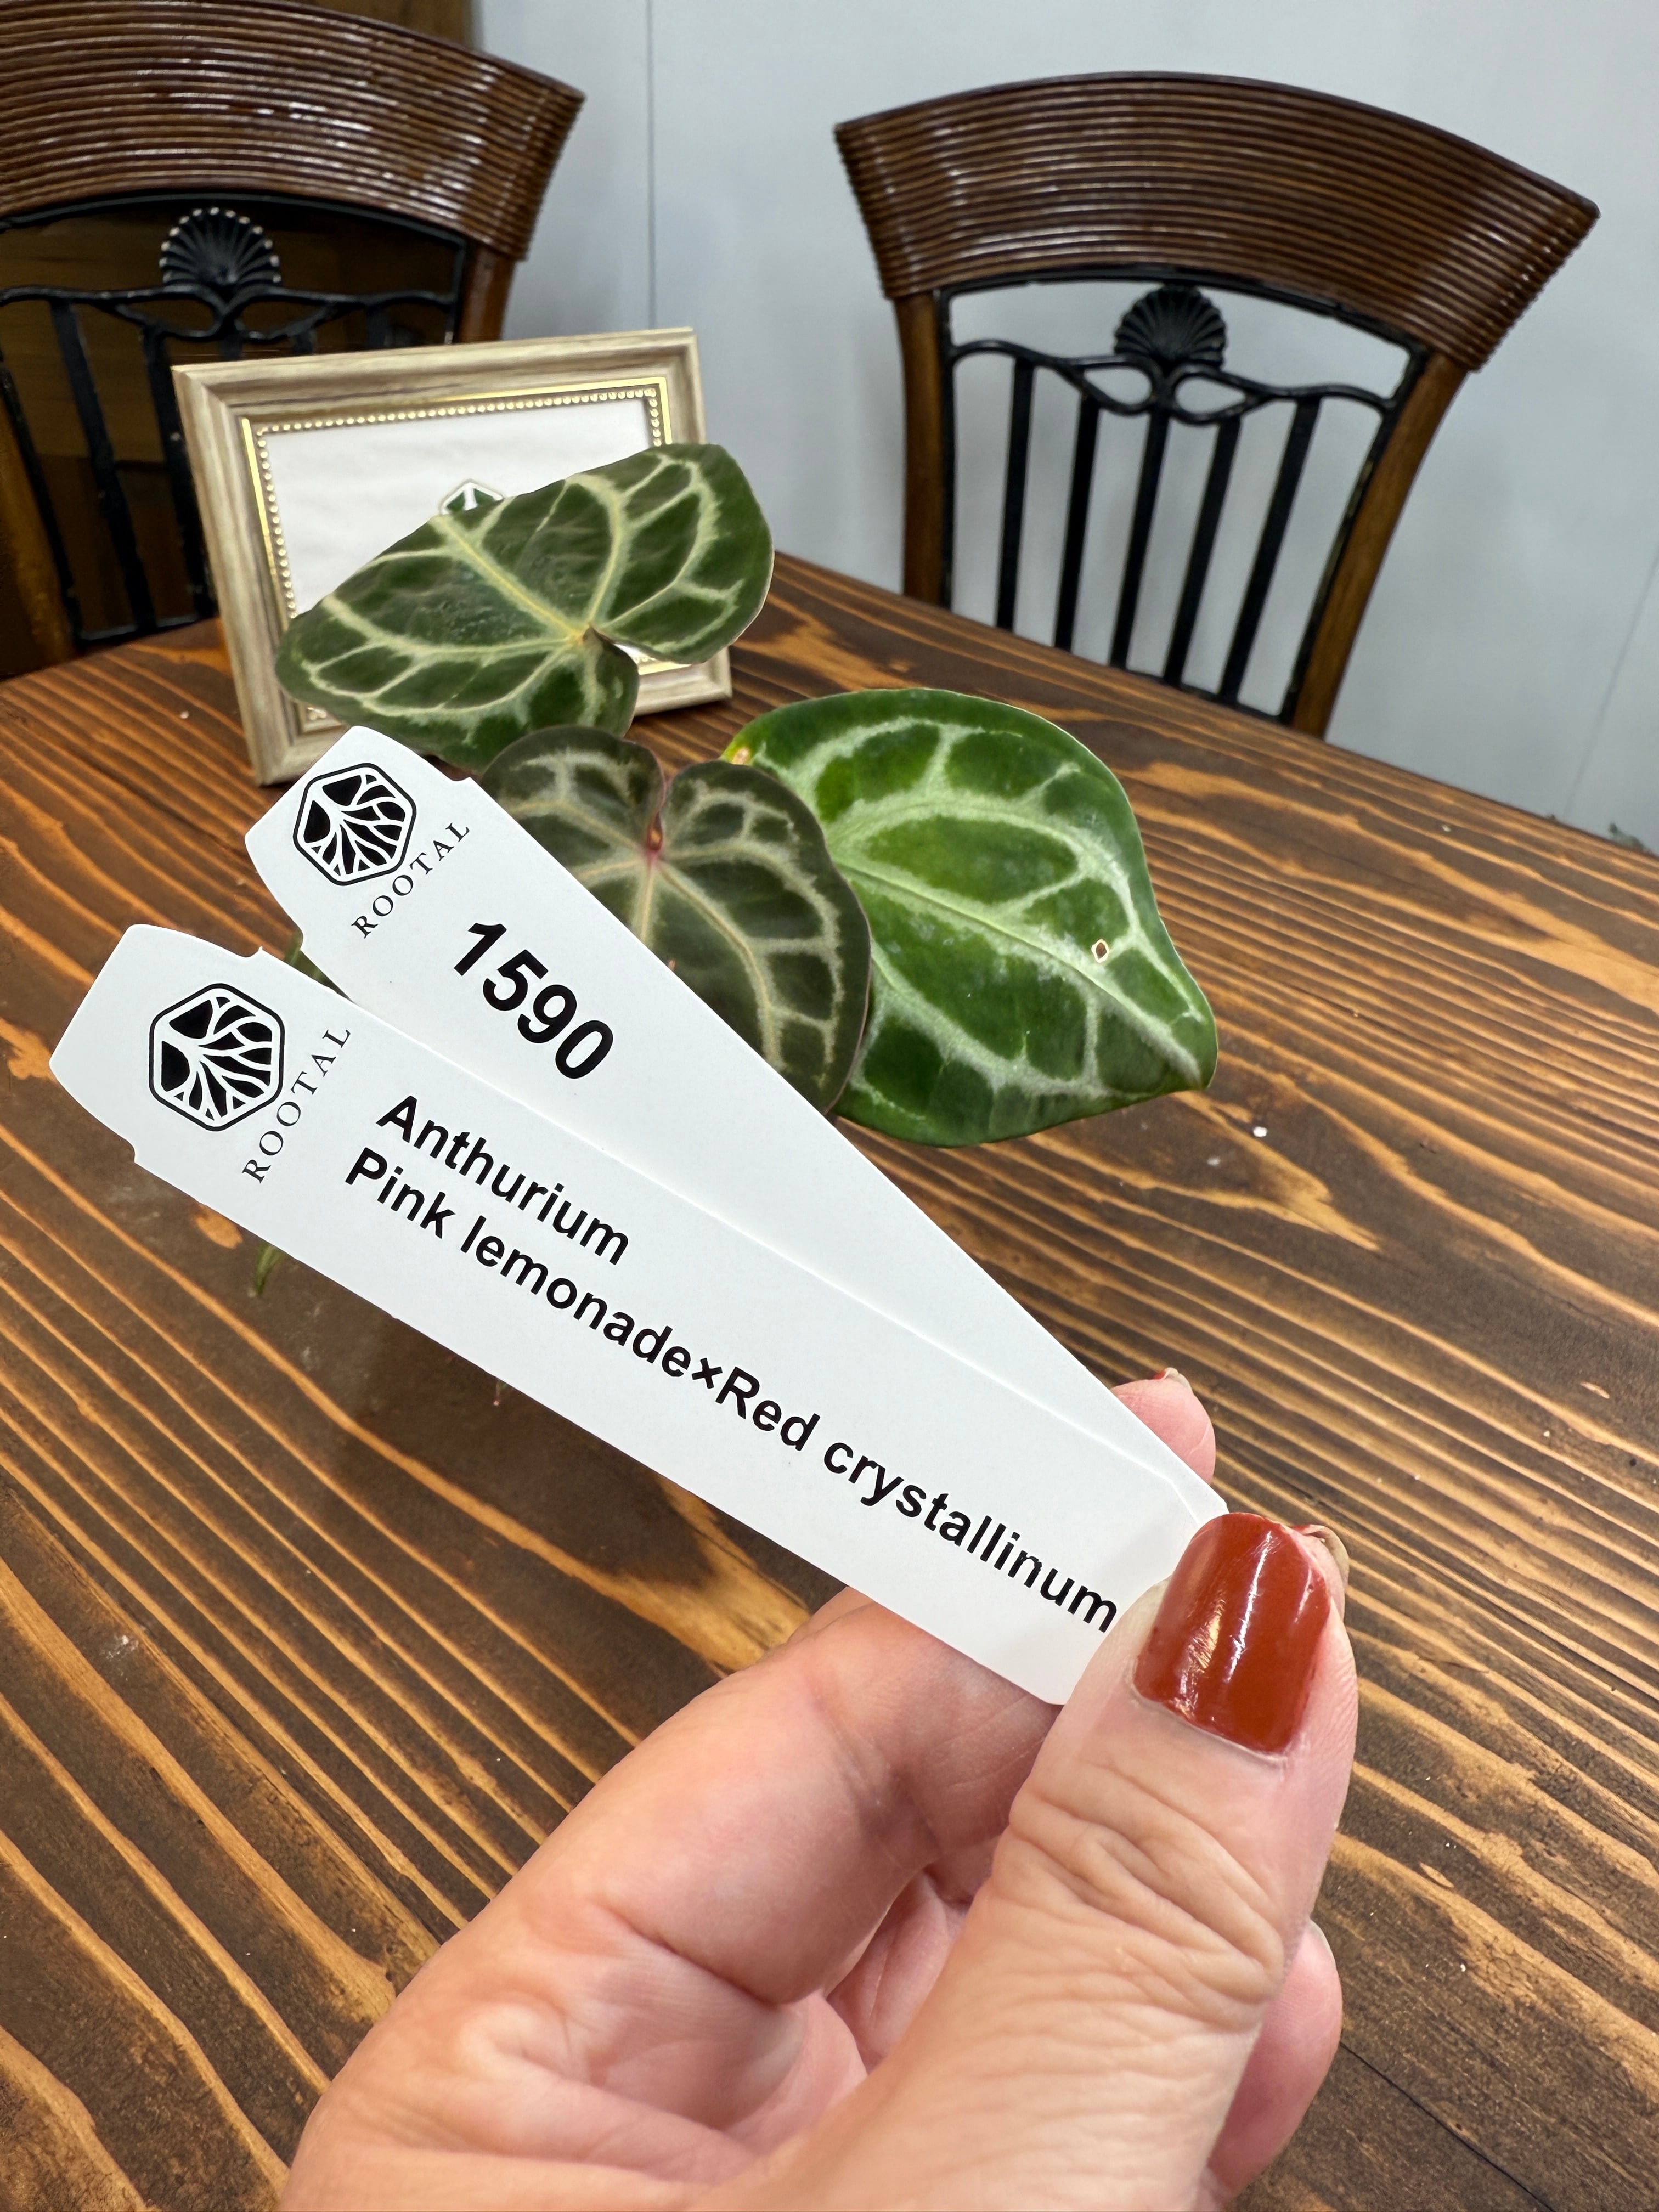 ROOTAL
1590
ROOTAL
Anthurium
Pink lemonade×Red crystallinum